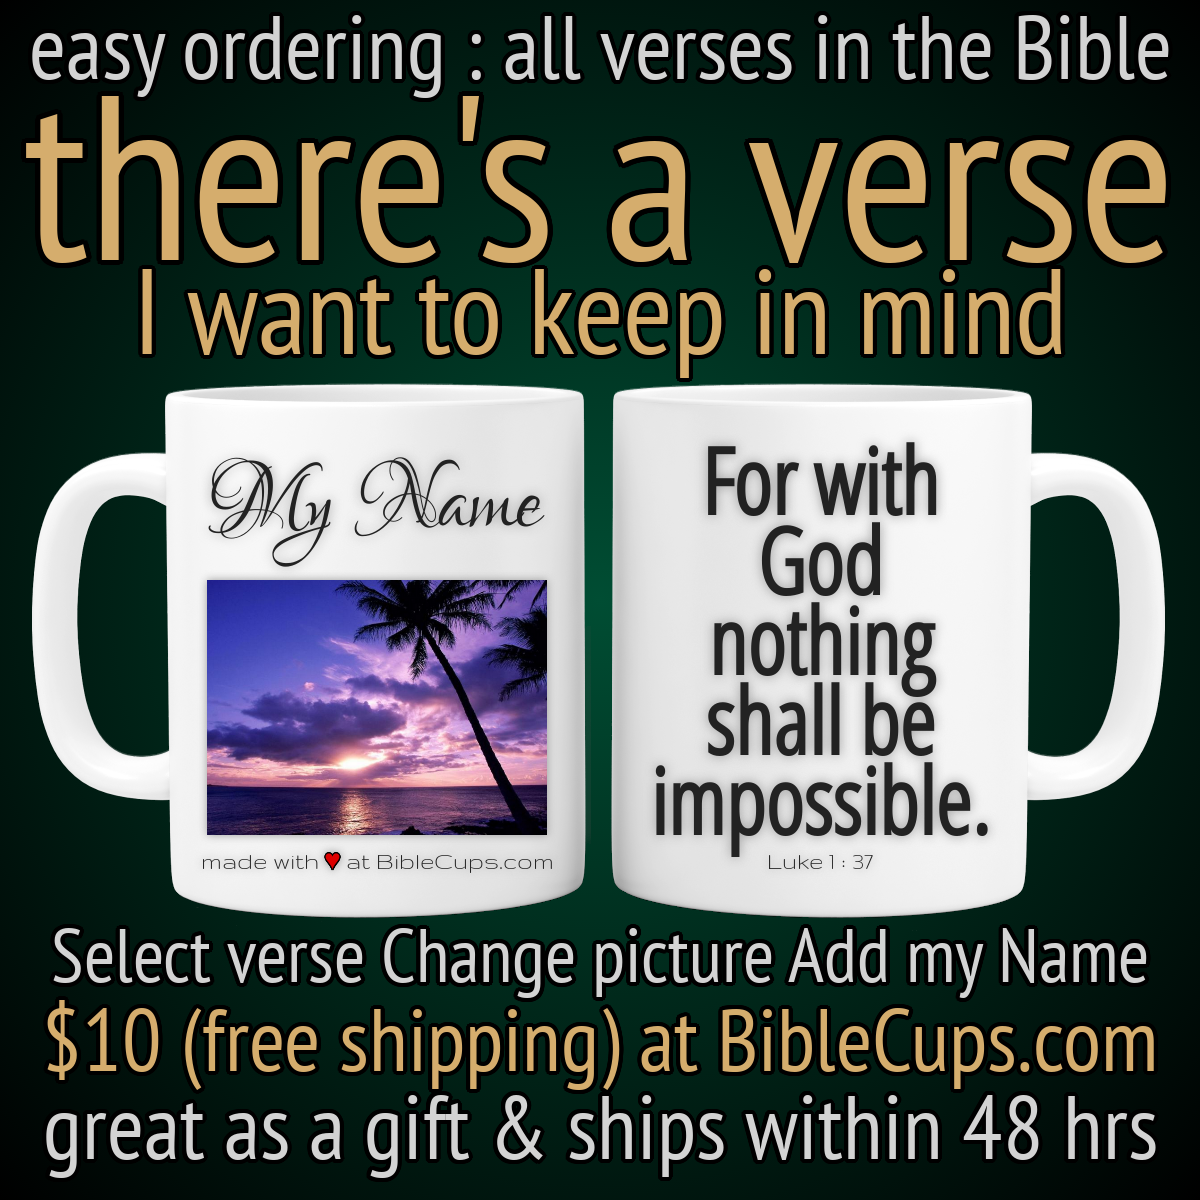 easy ordering : all verses in the Bible
there's a verse
I want to keep in mind
My Name
made with ❤ at BibleCups.com
For with
God
nothing
shall be
impossible.
Luke 1 : 37
Select verse Change picture Add my Name
$10 (free shipping) at BibleCups.com
great as a gift & ships within 48 hrs